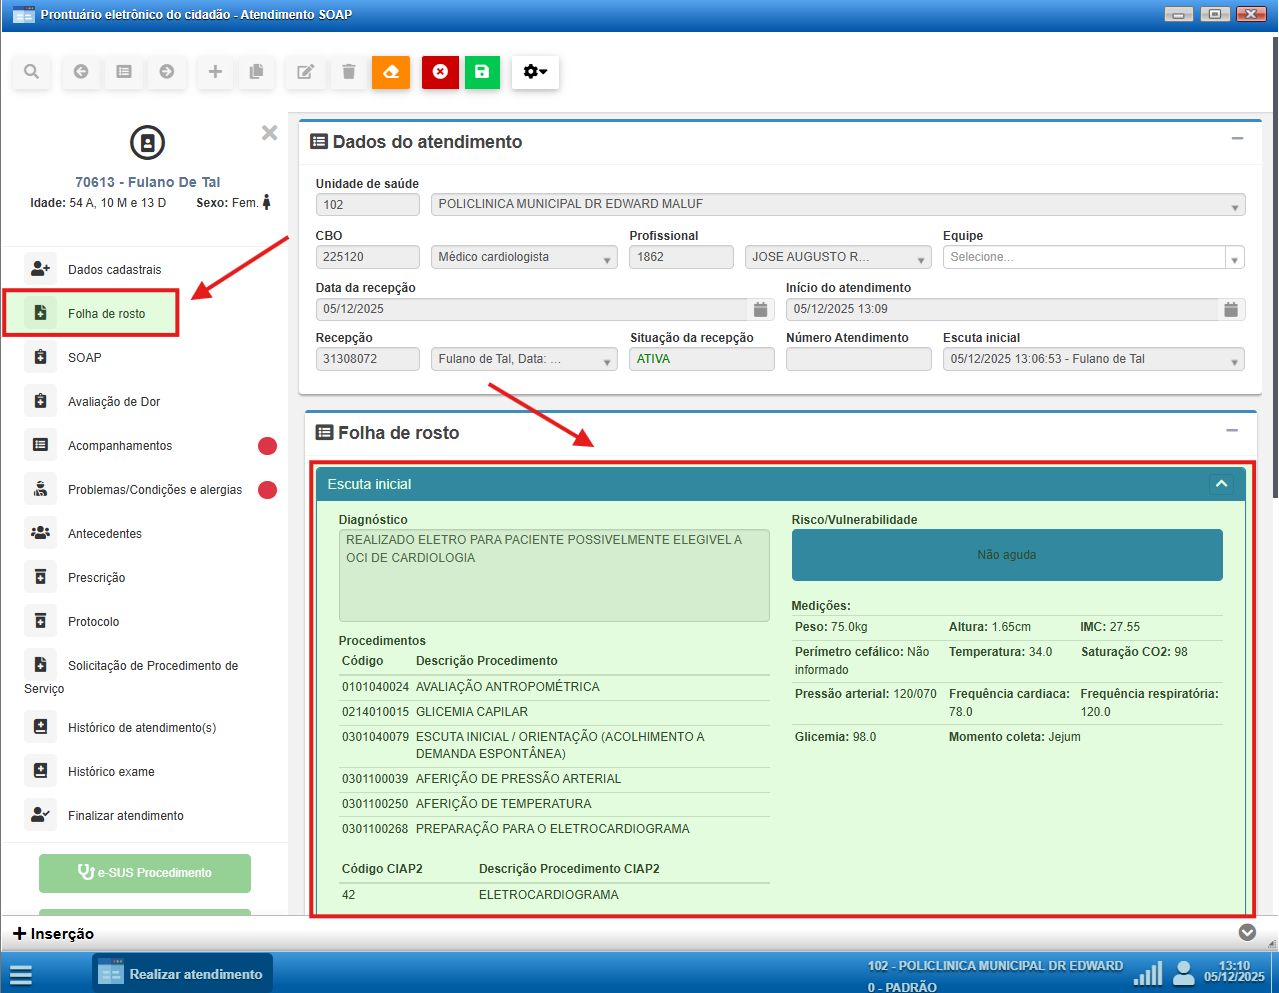 Prontuário eletrônico do cidadão - Atendimento SOAP
70613 - Fulano De Tal
Idade: 54 A, 10 M e 13 D Sexo: Fem.
Dados cadastrais
Folha de rosto
SOAP
Avaliação de Dor
Acompanhamentos
Problemas/Condições e alergias
Antecedentes
Prescrição
Protocolo
Solicitação de Procedimento de
Serviço
Histórico de atendimento(s)
Histórico exame
Finalizar atendimento
e-SUS Procedimento
Dados do atendimento
Unidade de saúde
102 POLICLINICA MUNICIPAL DR EDWARD MALUF
CBO Profissional Equipe
225120 Médico cardiologista 1862 JOSE AUGUSTO R... Selecione...
Data da recepção Início do atendimento
05/12/2025 05/12/2025 13:09
Recepção Situação da recepção Número Atendimento Escuta inicial
31308072 Fulano de Tal, Data: ... ATIVA 05/12/2025 13:06:53 - Fulano de Tal
Folha de rosto
Escuta inicial
Diagnóstico
REALIZADO ELETRO PARA PACIENTE POSSIVELMENTE ELEGIVEL A
OCI DE CARDIOLOGIA
Procedimentos
Código Descrição Procedimento
0101040024 AVALIAÇÃO ANTROPOMÉTRICA
0214010015 GLICEMIA CAPILAR
0301040079 ESCUTA INICIAL / ORIENTAÇÃO (ACOLHIMENTO A
DEMANDA ESPONTÂNEA)
0301100039 AFERIÇÃO DE PRESSÃO ARTERIAL
0301100250 AFERIÇÃO DE TEMPERATURA
0301100268 PREPARAÇÃO PARA O ELETROCARDIOGRAMA
Código CIAP2 Descrição Procedimento CIAP2
42 ELETROCARDIOGRAMA
Risco/Vulnerabilidade
Não aguda
Medições:
Peso: 75.0kg Altura: 1.65cm IMC: 27.55
Perímetro cefálico: Não Temperatura: 34.0 Saturação CO2: 98
informado
Pressão arterial: 120/070 Frequência cardiaca: Frequência respiratória:
78.0 120.0
Glicemia: 98.0 Momento coleta: Jejum
Inserção
Realizar atendimento
102 - POLICLINICA MUNICIPAL DR EDWARD
0 - PADRÃO
13:10
05/12/2025